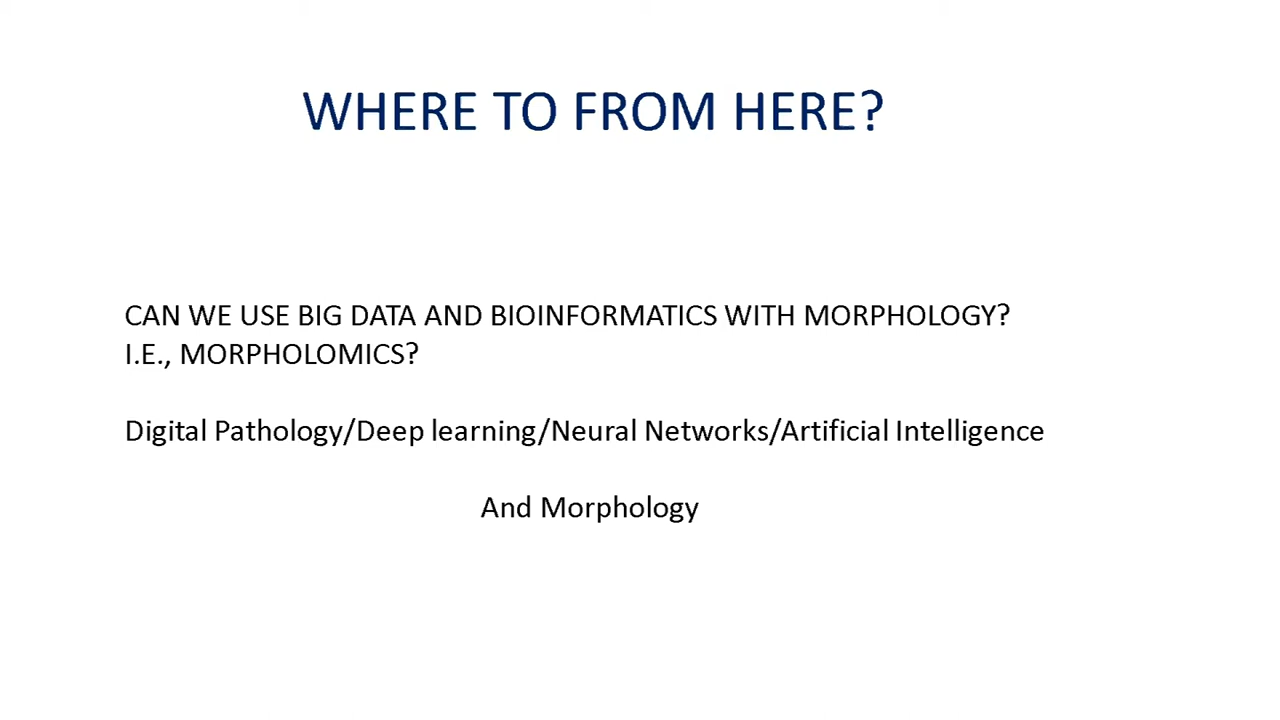 WHERE TO FROM HERE?
CAN WE USE BIG DATA AND BIOINFORMATICS WITH MORPHOLOGY?
I.E., MORPHOLOMICS?
Digital Pathology/Deep learning/Neural Networks/Artificial Intelligence
And Morphology